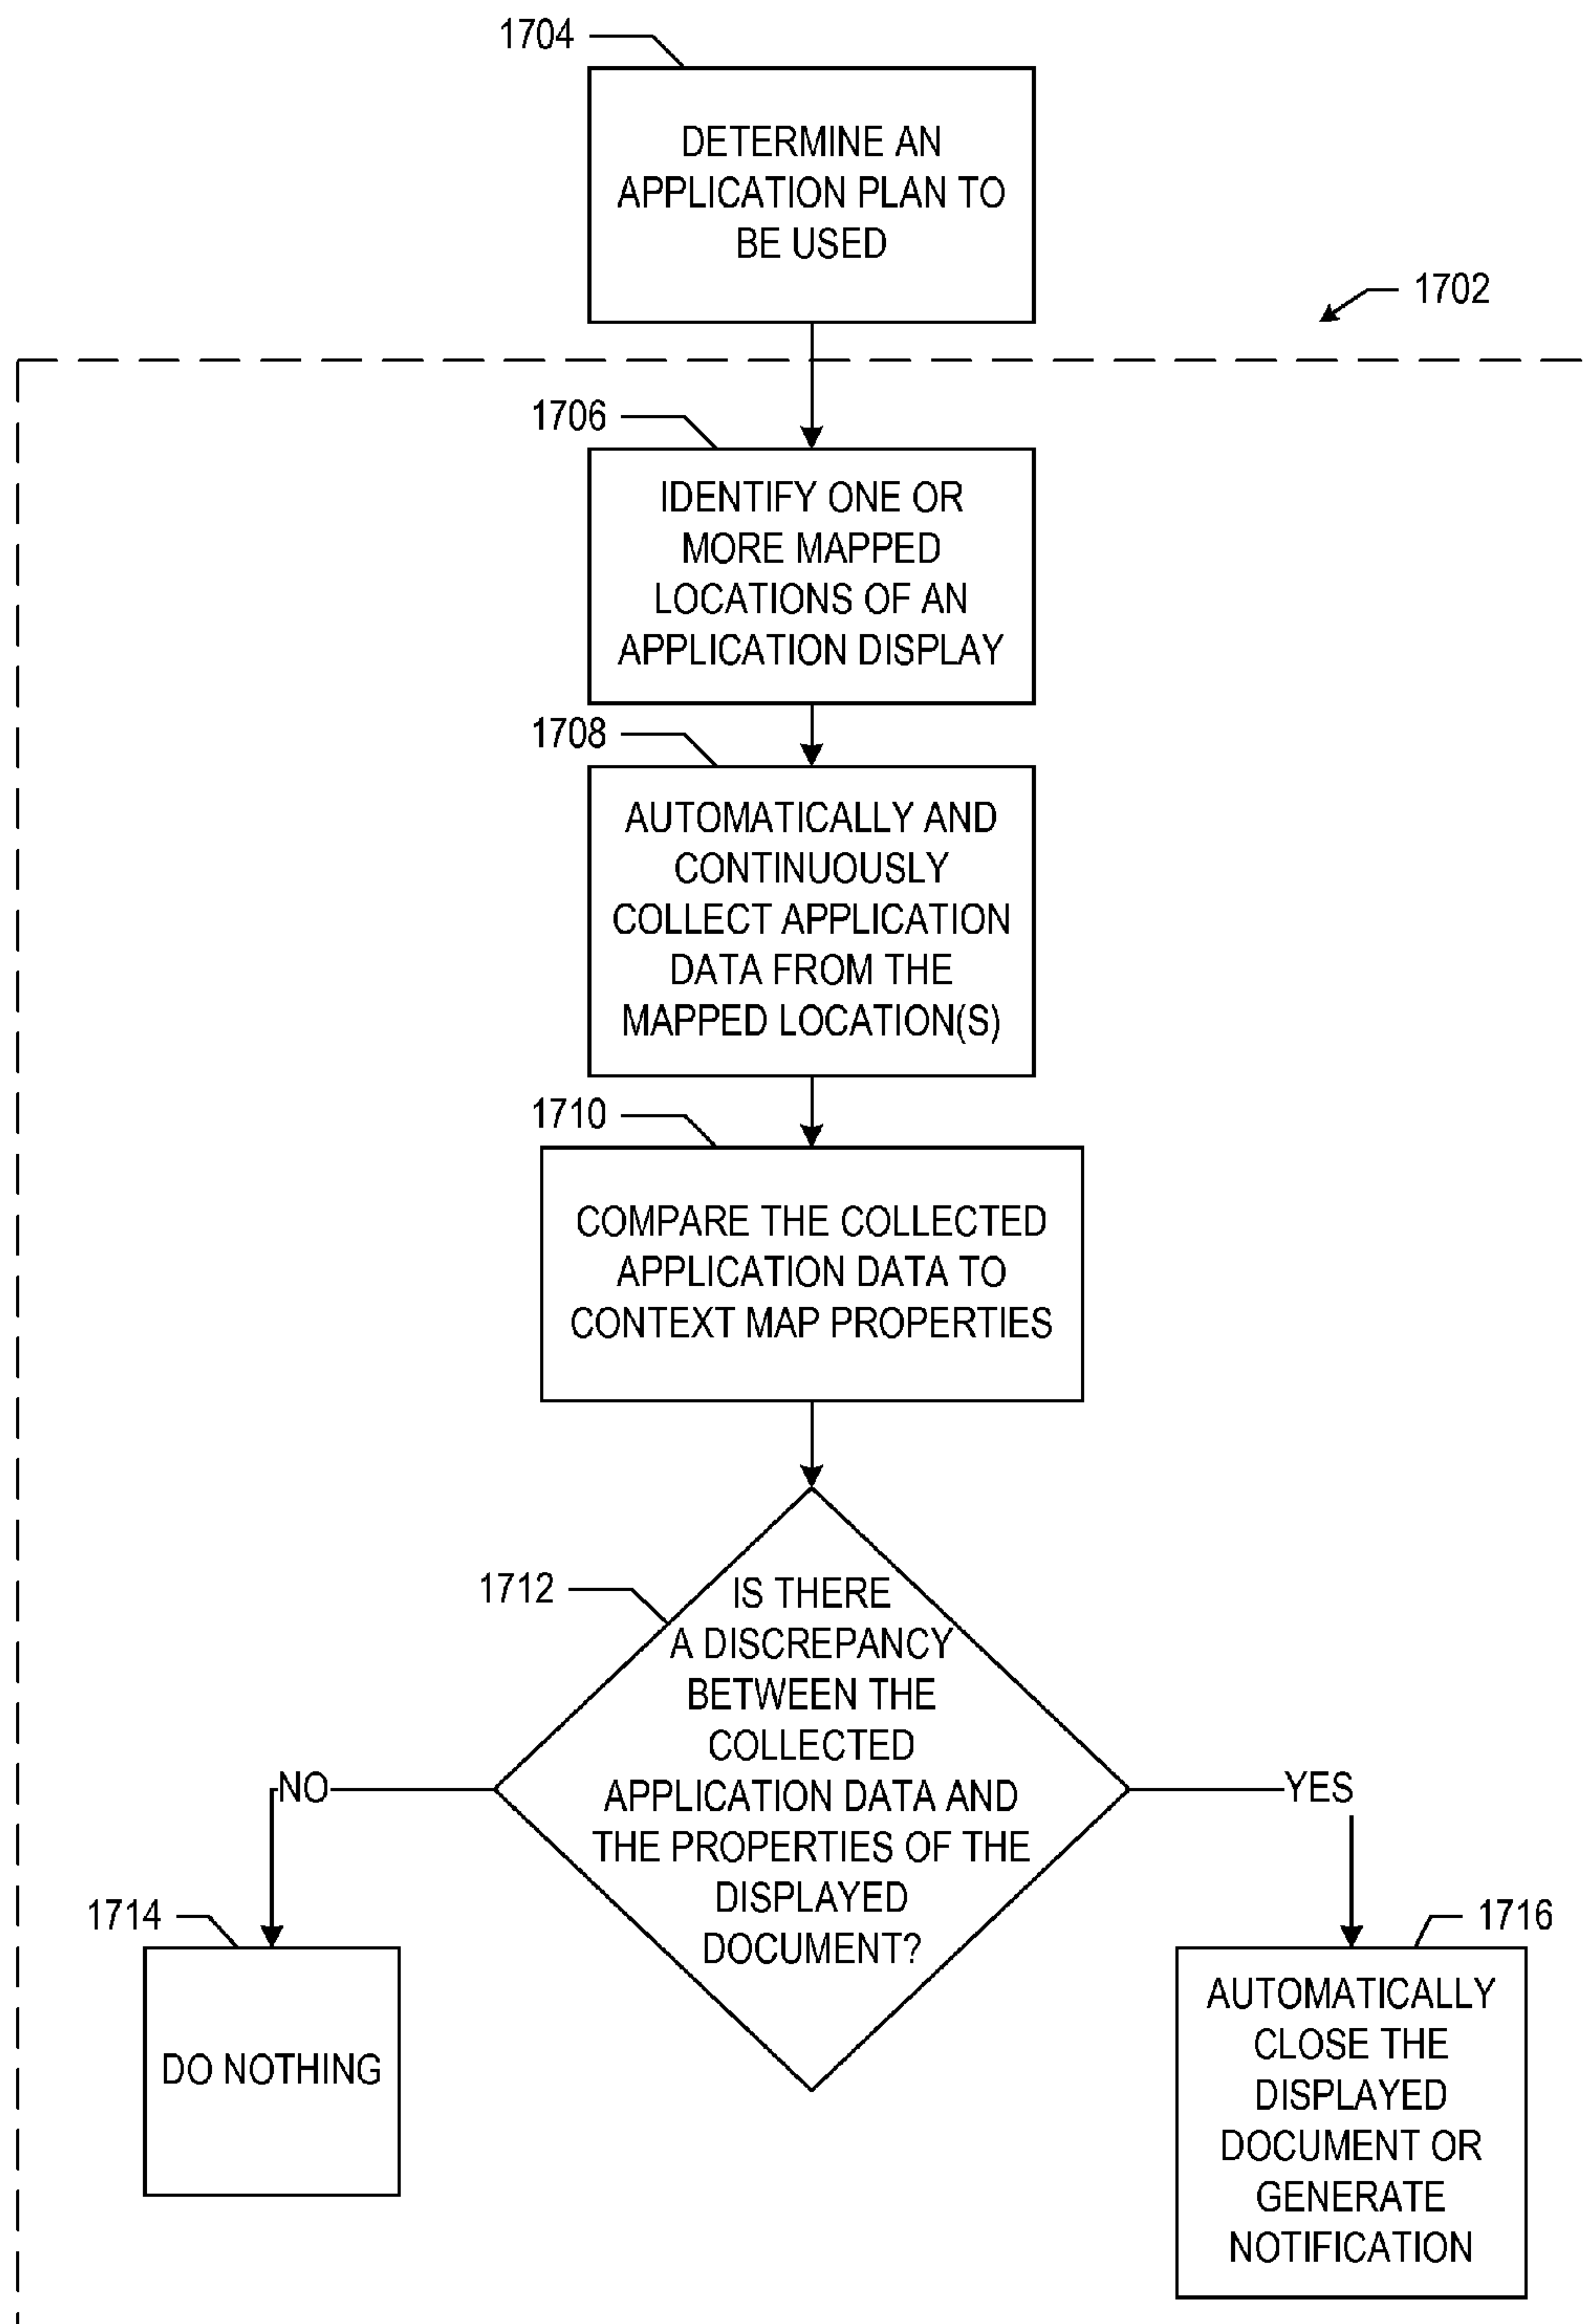 1704
DETERMINE AN
APPLICATION PLAN TO
BE USED
1702
1706
IDENTIFY ONE OR
MORE MAPPED
LOCATIONS OF AN
APPLICATION DISPLAY
1708
AUTOMATICALLY AND
CONTINUOUSLY
COLLECT APPLICATION
DATA FROM THE
MAPPED LOCATION(S)
1710
COMPARE THE COLLECTED
APPLICATION DATA TO
CONTEXT MAP PROPERTIES
1712
IS THERE
A DISCREPANCY
BETWEEN THE
COLLECTED
APPLICATION DATA AND
THE PROPERTIES OF THE
DISPLAYED
DOCUMENT?
NO
YES
1714
DO NOTHING
1716
AUTOMATICALLY
CLOSE THE
DISPLAYED
DOCUMENT OR
GENERATE
NOTIFICATION